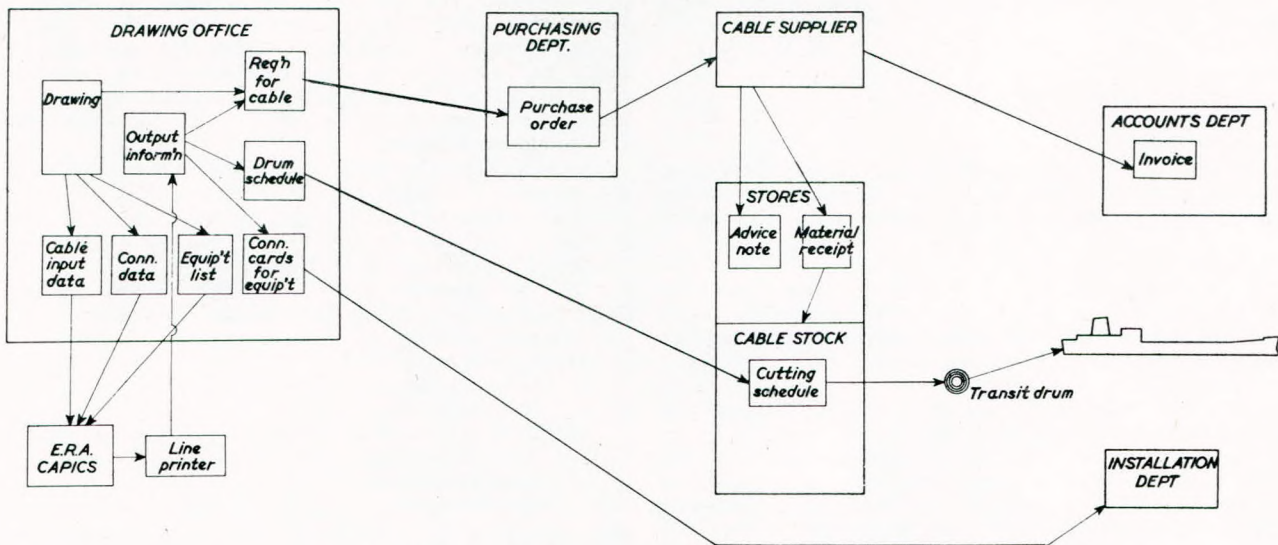 DRAWING OFFICE
Drawing
Req'n
for
cable
Output
inform'n
Drum
schedule
Cable
input
data
Conn.
data
Equip't
list
Conn.
cards
for
equip't
E.R.A.
CAPICS
Line
printer
PURCHASING
DEPT.
Purchase
order
CABLE SUPPLIER
STORES
Advice
note
Material
receipt
CABLE STOCK
Cutting
schedule
Transit drum
ACCOUNTS DEPT
Invoice
INSTALLATION
DEPT